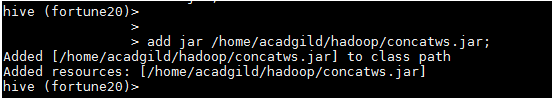 hive (fortune20)>
>
> add jar /home/acadgild/hadoop/concatws.jar;
Added [/home/acadgild/hadoop/concatws.jar] to class path
Added resources: [/home/acadgild/hadoop/concatws.jar]
hive (fortune20)>